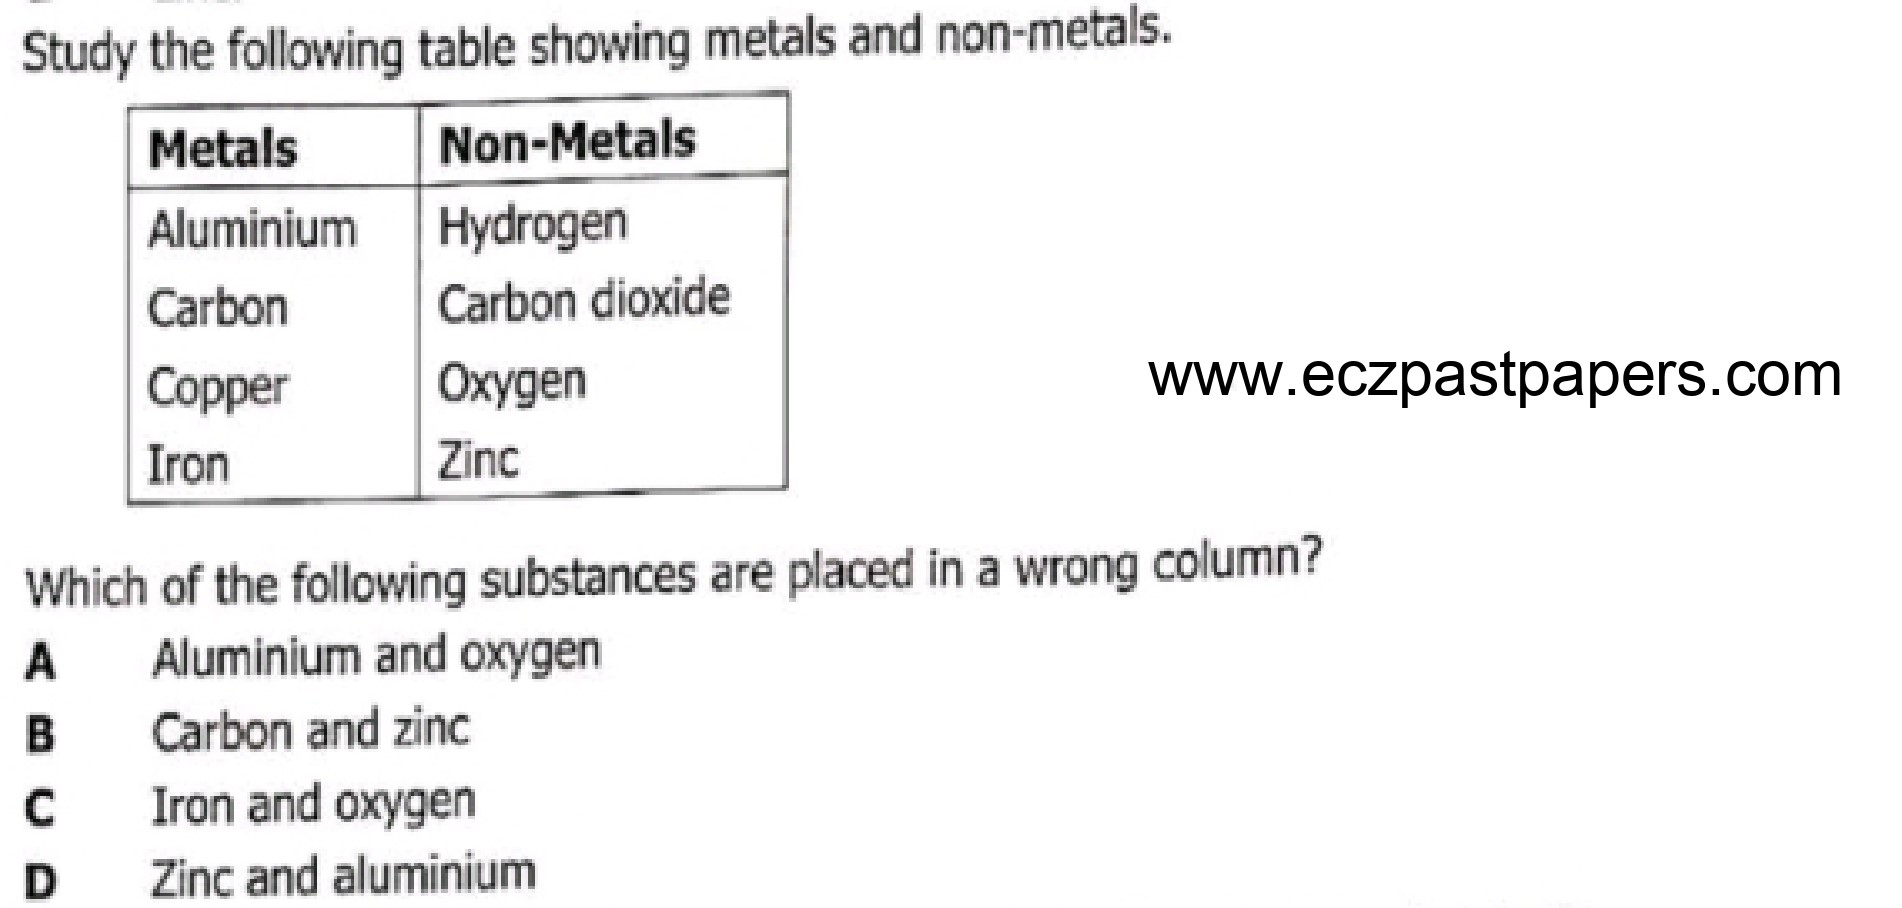 Study the following table showing metals and non-metals.
Metals Non-Metals
Aluminium Hydrogen
Carbon Carbon dioxide
Copper Oxygen
Iron Zinc
www.eczpastpapers.com
Which of the following substances are placed in a wrong column?
A Aluminium and oxygen
B Carbon and zinc
C Iron and oxygen
D Zinc and aluminium